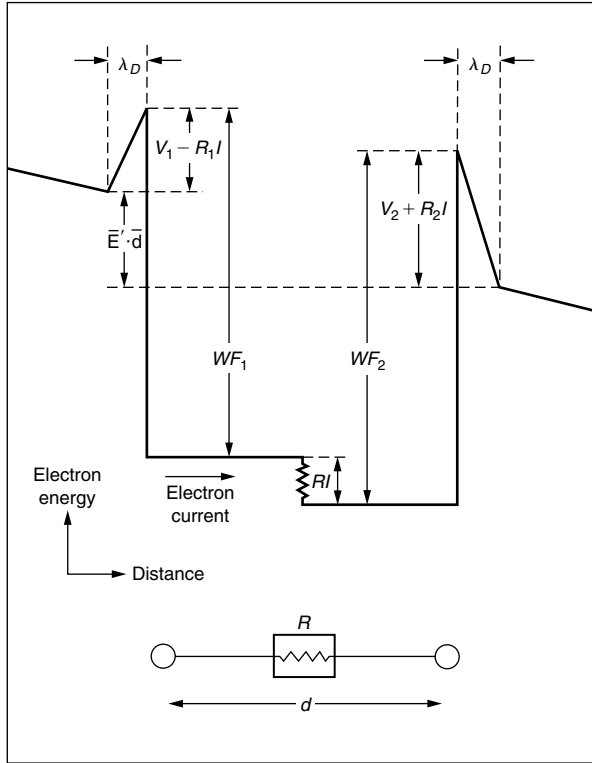 λD λD
V1 − R1I
V2 + R2I
E̅′·d̅
WF1 WF2
RI
Electron
energy
Electron
current
Distance
R
d